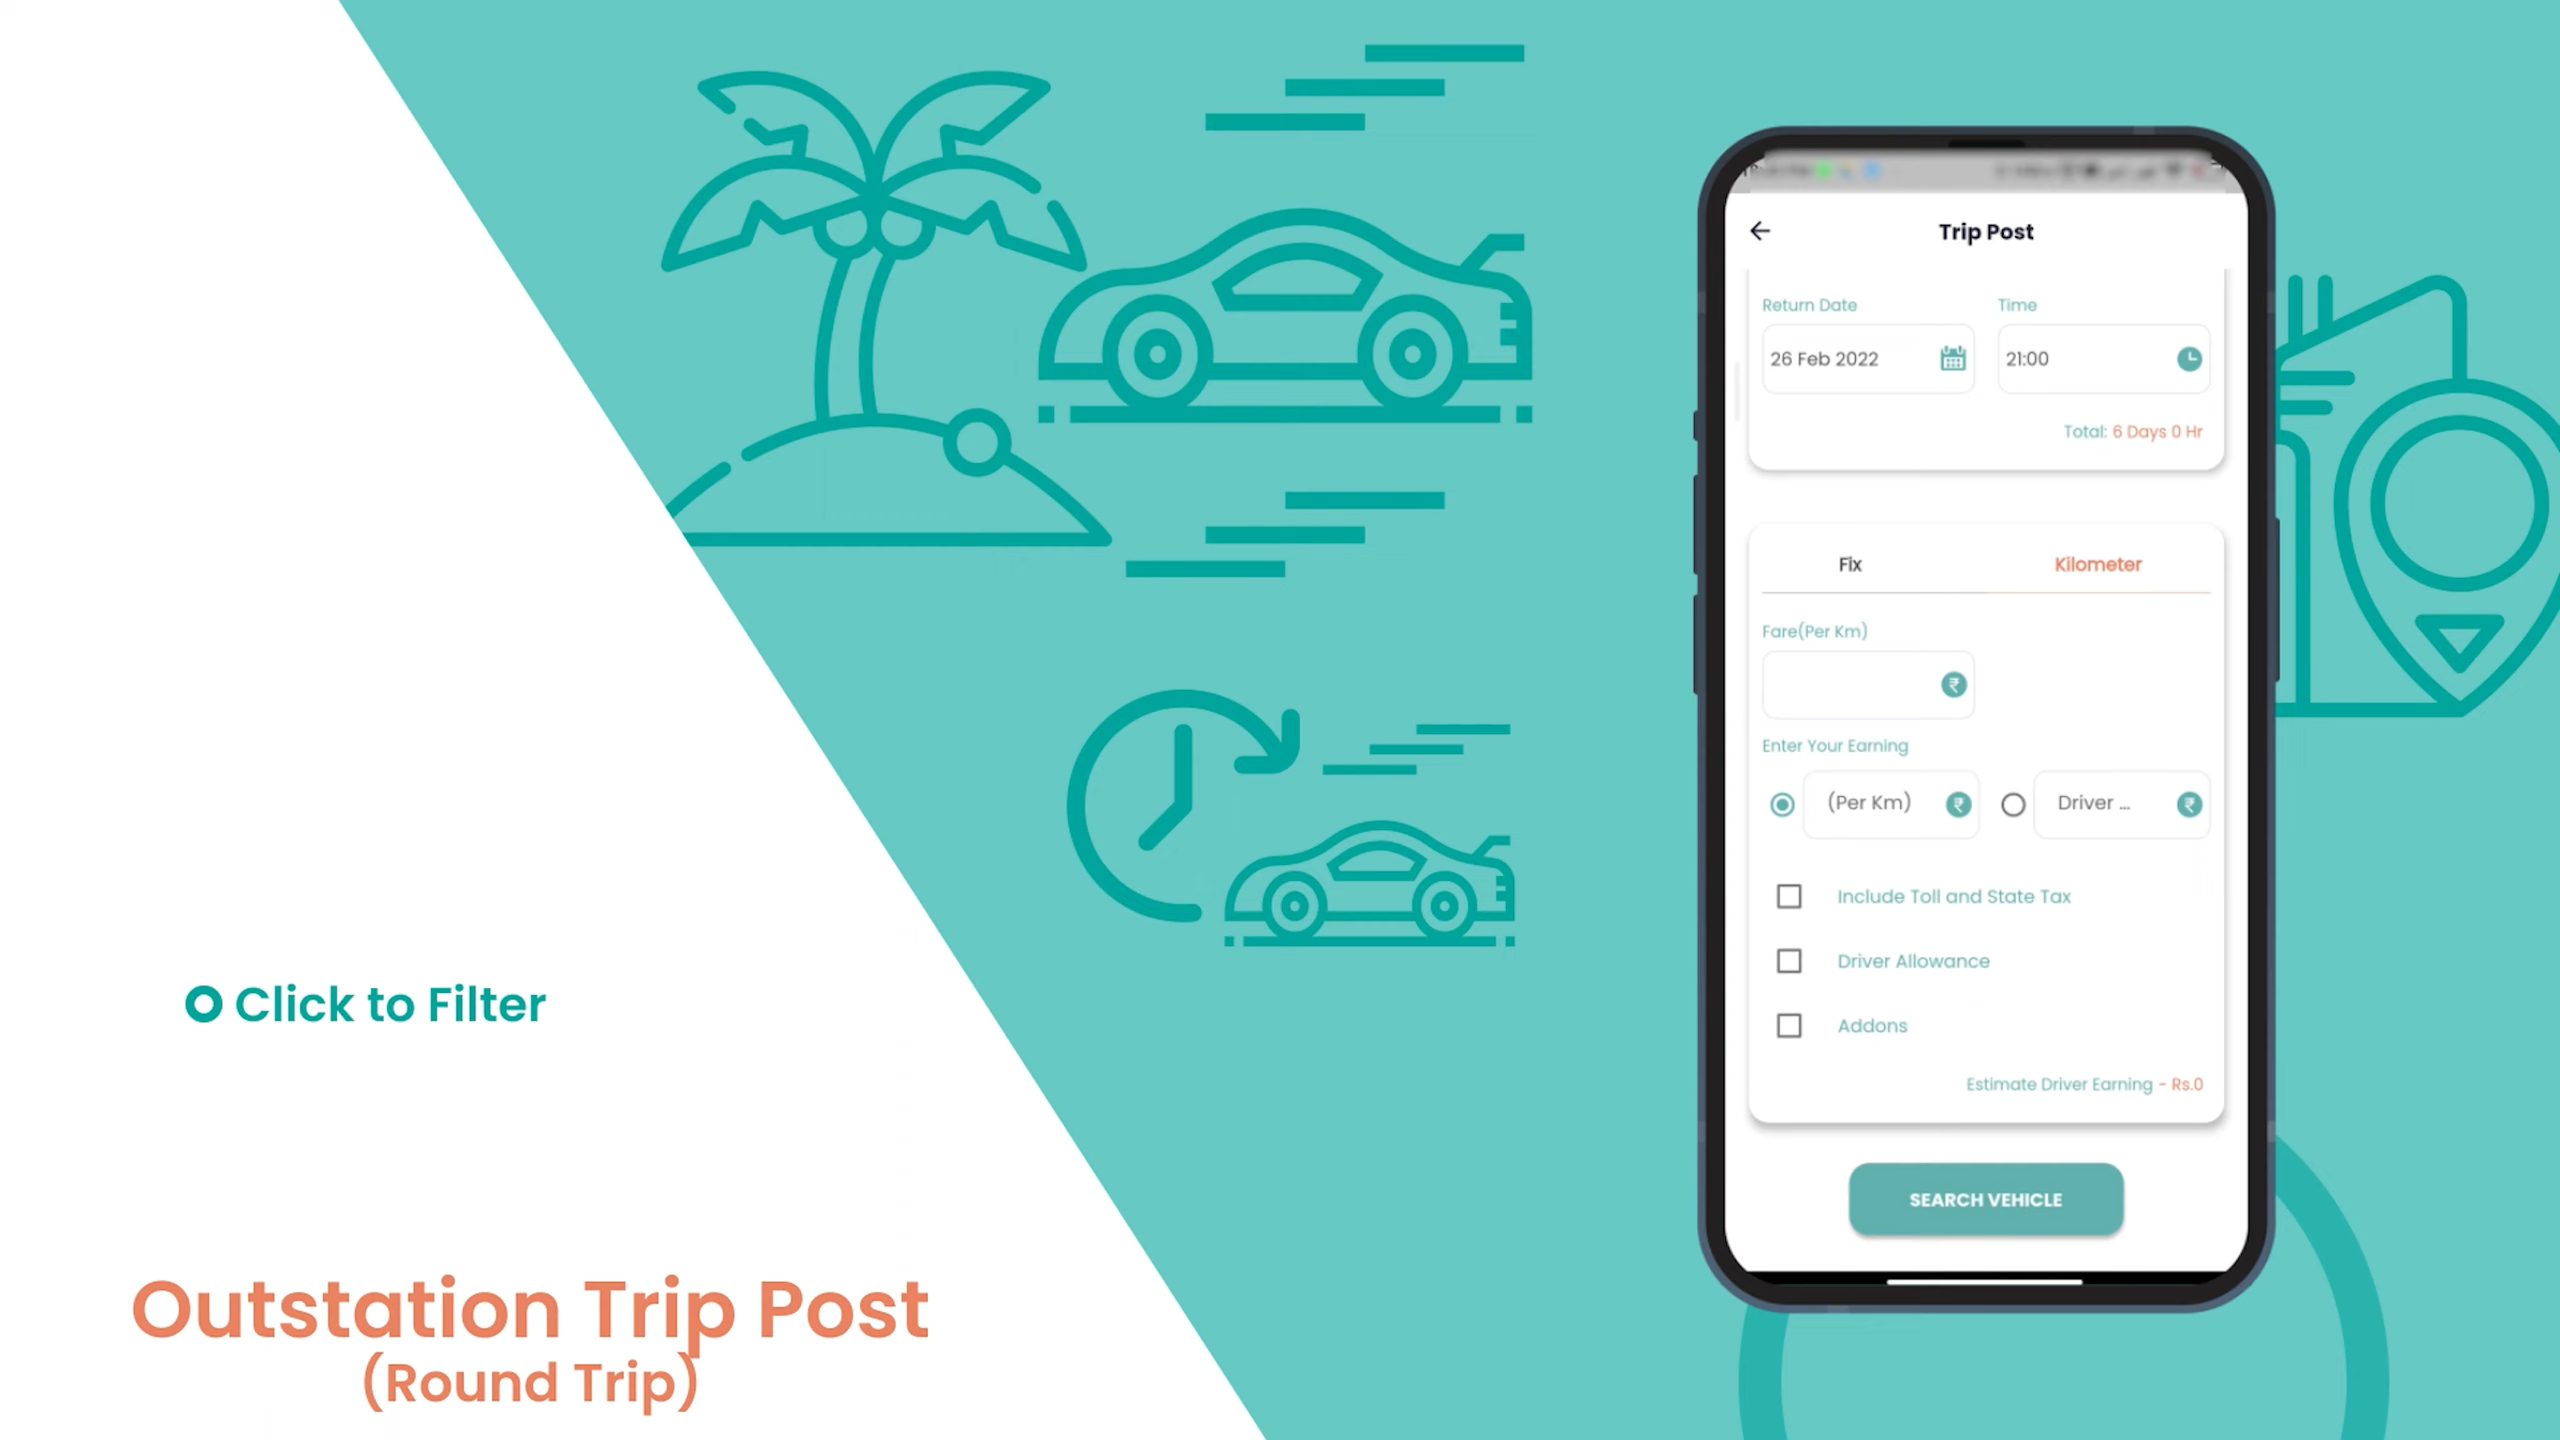 Click to Filter
Outstation Trip Post
(Round Trip)
Trip Post
Return Date Time
26 Feb 2022 21:00
Total: 6 Days 0 Hr
Fix Kilometer
Fare(Per Km)
₹
Enter Your Earning
(Per Km) ₹ Driver ... ₹
Include Toll and State Tax
Driver Allowance
Addons
Estimate Driver Earning - Rs.0
SEARCH VEHICLE